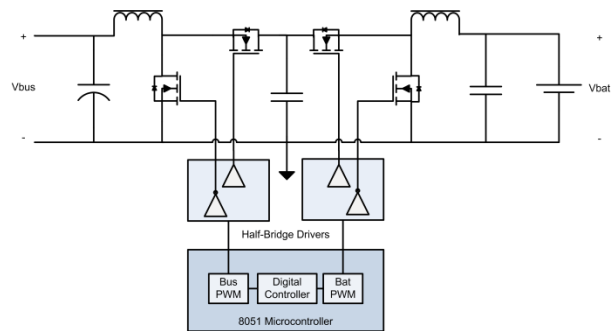 +
+
Vbus
Vbat
-
-
Half-Bridge Drivers
Bus
PWM
Digital
Controller
Bat
PWM
8051 Microcontroller